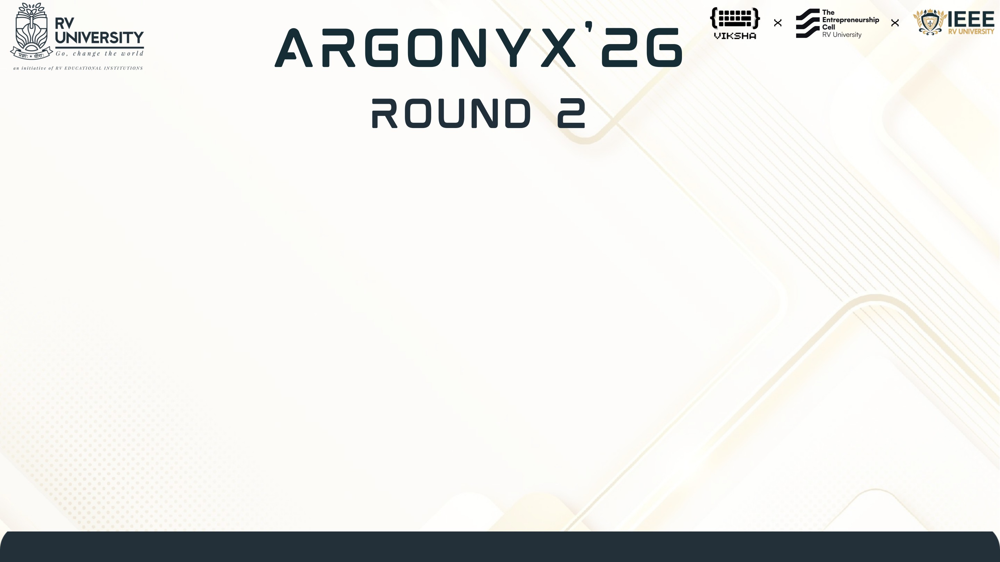 RV
UNIVERSITY
Go, change the world
प्रज्ञाः ★ धीराः
an initiative of RV EDUCATIONAL INSTITUTIONS
ARGONYX'26
VIKSHA
X
The
Entrepreneurship
Cell
RV University
X
IEEE
RV UNIVERSITY
ROUND 2